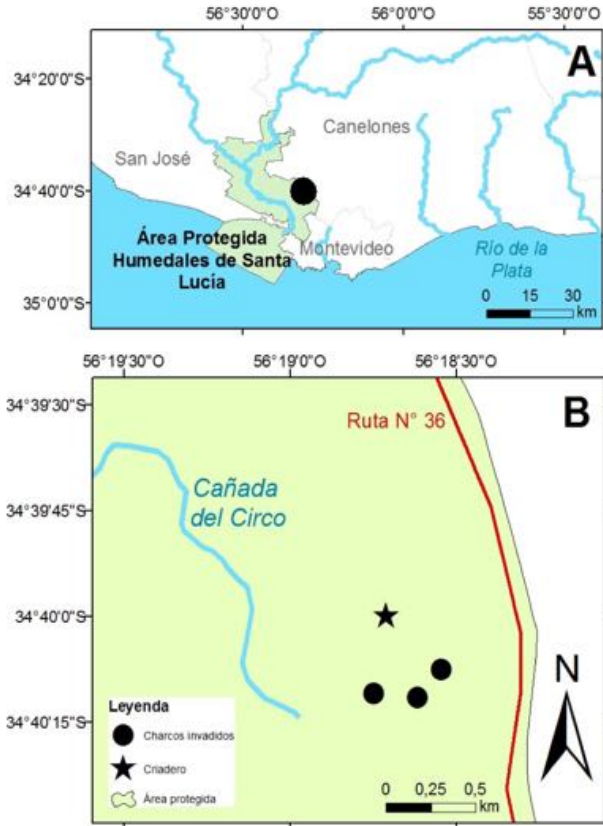 56°30'0"O 56°0'0"O 55°30'0"O
34°20'0"S
34°40'0"S
35°0'0"S
A
Canelones
San José
Área Protegida
Humedales de Santa
Lucía
Montevideo
Río de la
Plata
0 15 30
km
56°19'30"O 56°19'0"O 56°18'30"O
34°39'30"S
34°39'45"S
34°40'0"S
34°40'15"S
B
Ruta N° 36
Cañada
del Circo
N
Leyenda
Charcos invadidos
Criadero
Área protegida
0 0,25 0,5
km